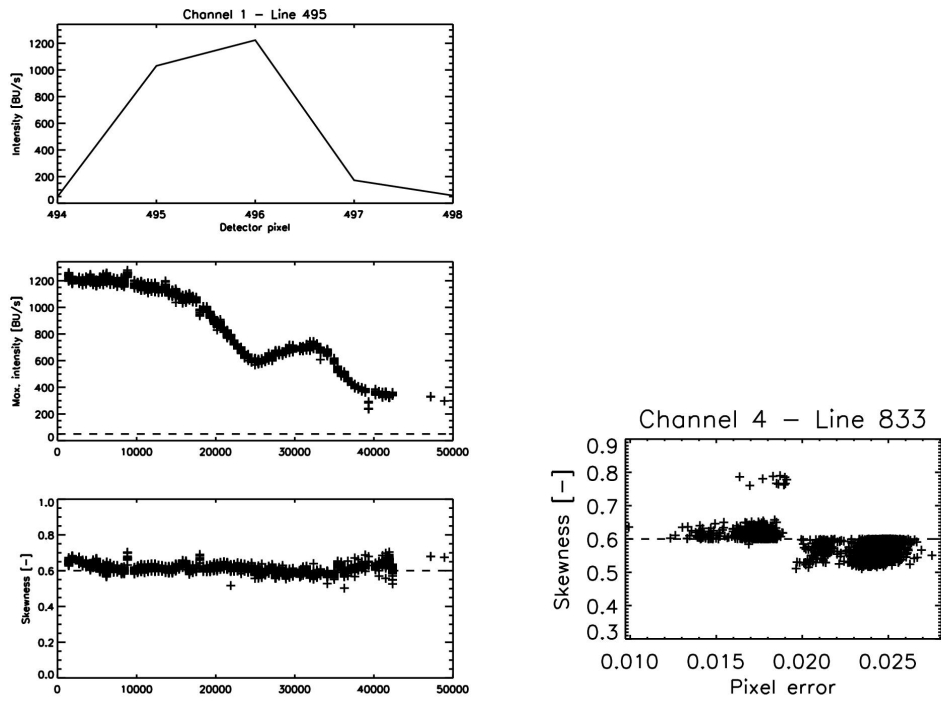 Channel 1 – Line 495
Intensity [BU/s]
1200
1000
800
600
400
200
0
494 495 496 497 498
Detector pixel
Max. intensity [BU/s]
1200
1000
800
600
400
200
0
0 10000 20000 30000 40000 50000
Skewness [-]
1.0
0.8
0.6
0.4
0.2
0.0
0 10000 20000 30000 40000 50000
Channel 4 – Line 833
Skewness [-]
0.9
0.8
0.7
0.6
0.5
0.4
0.3
0.010 0.015 0.020 0.025
Pixel error